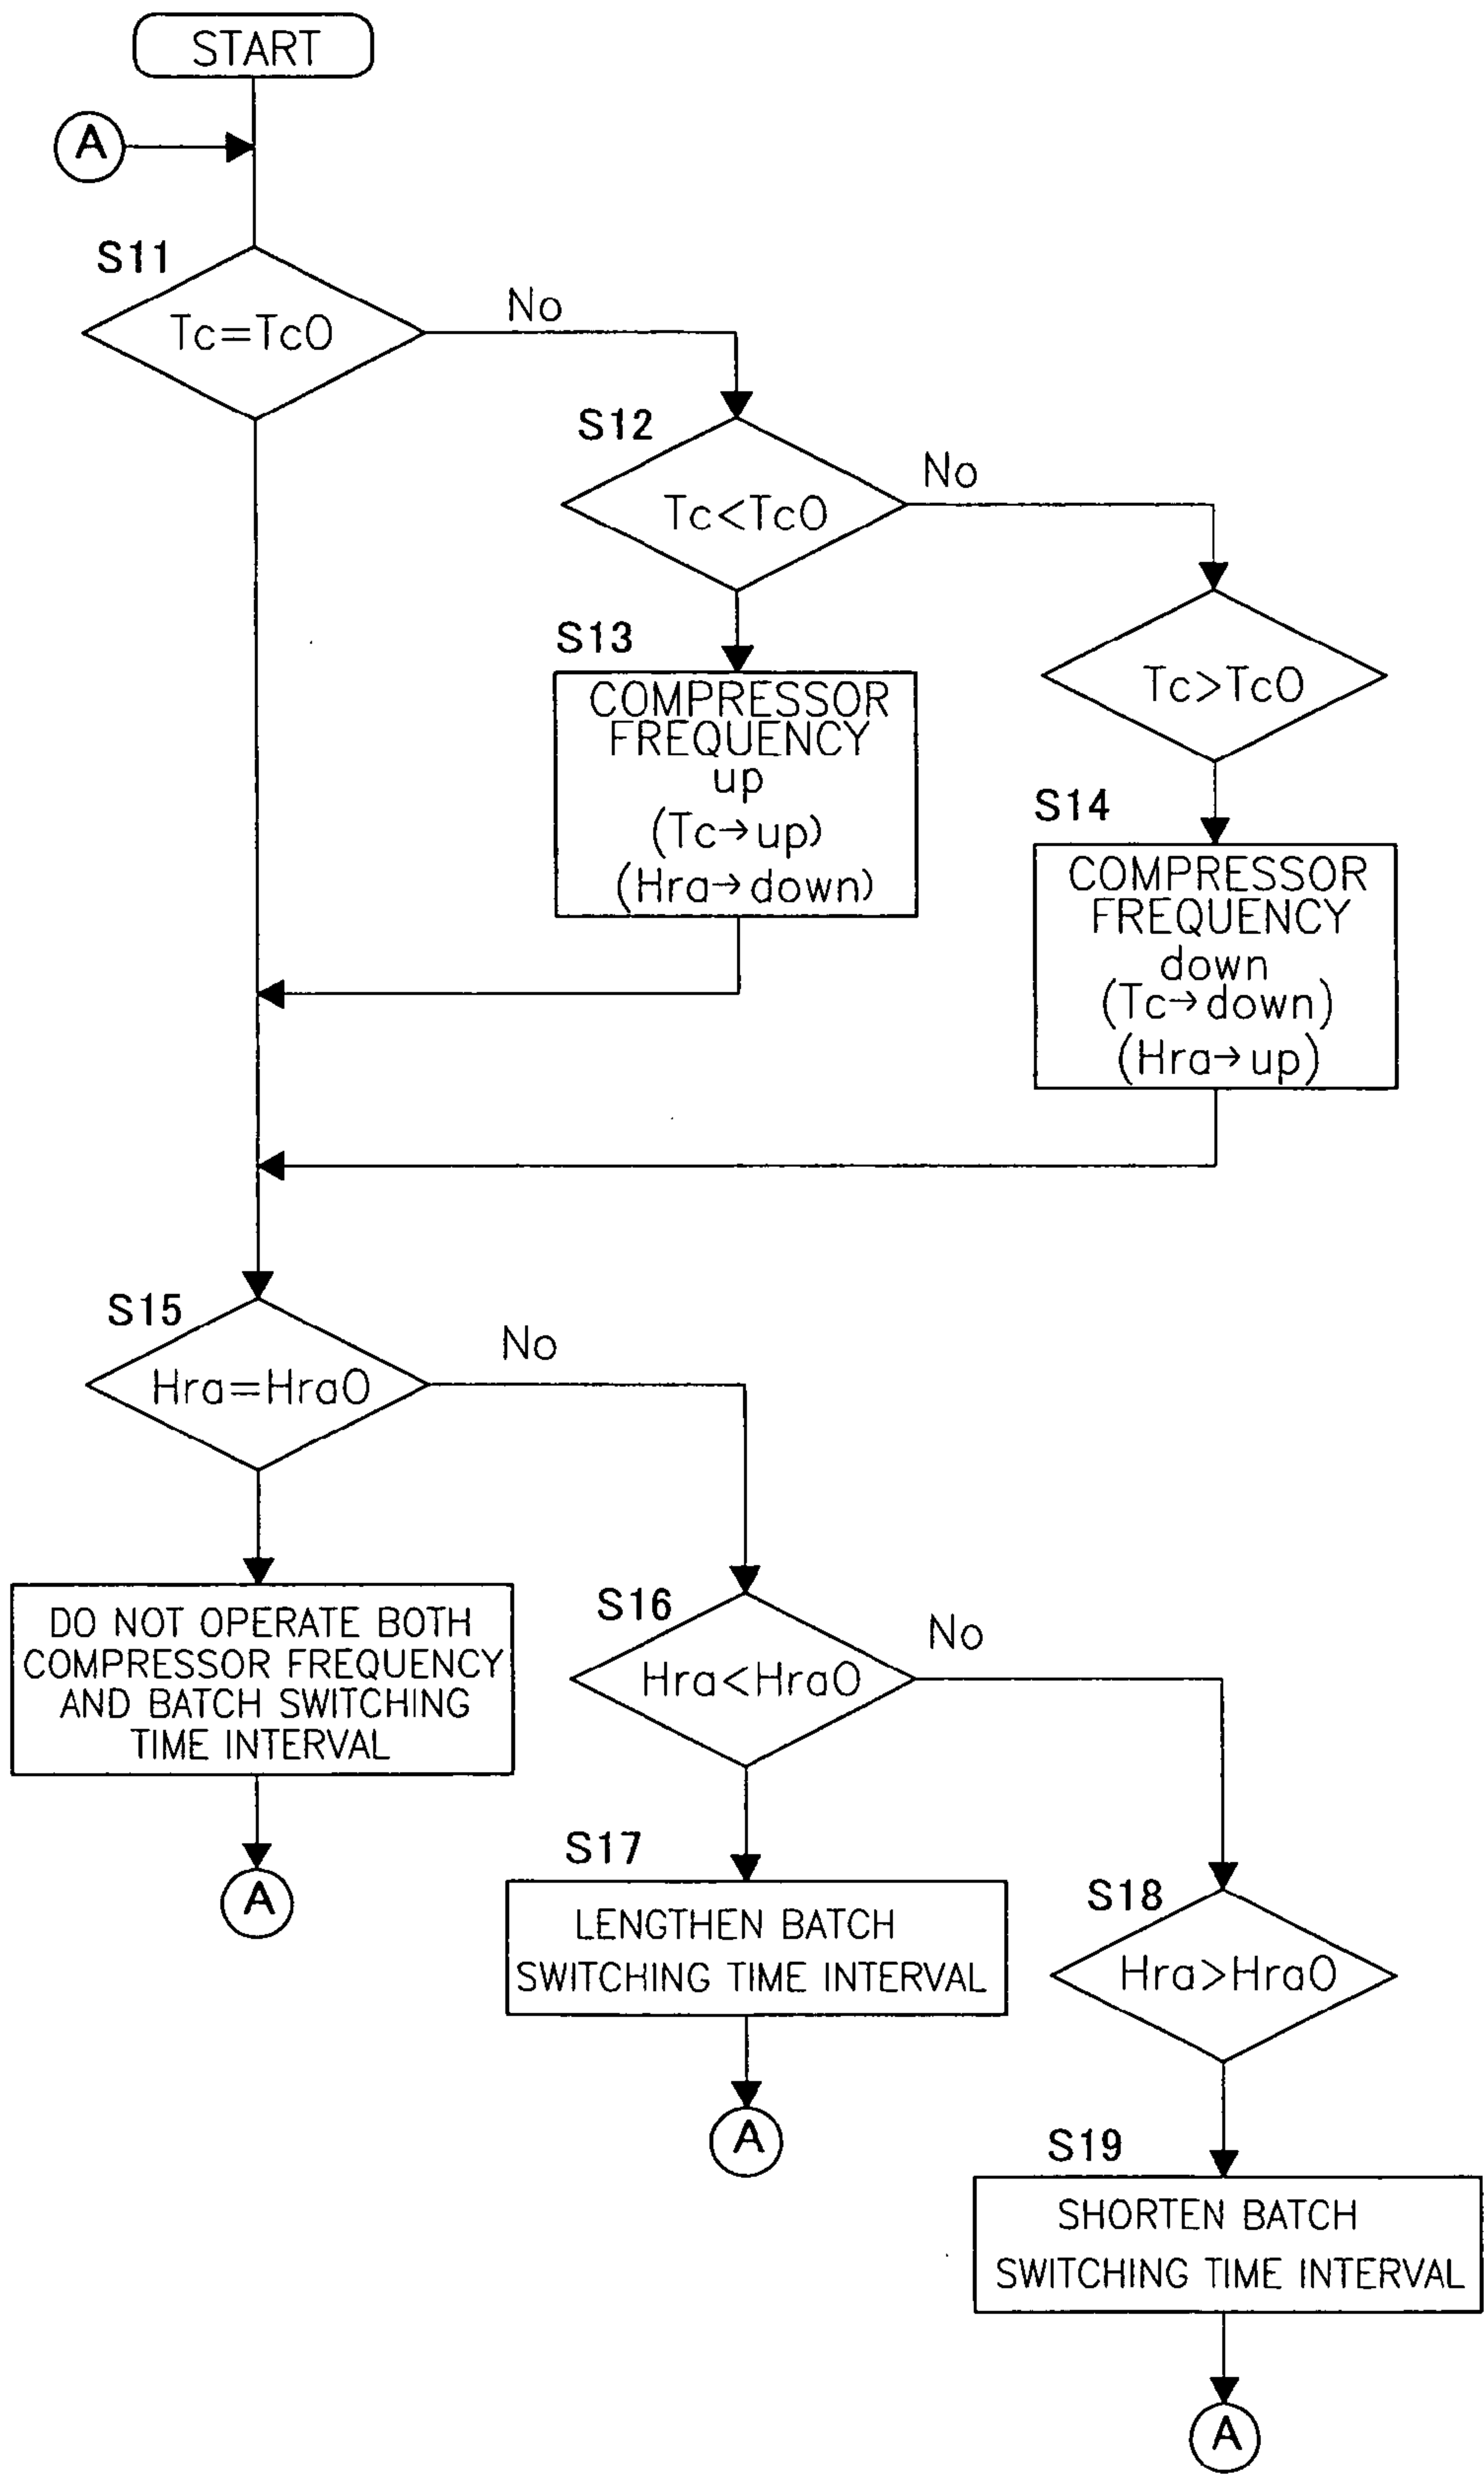 START
A
S11
Tc=Tc0
No
S12
Tc<Tc0
No
Tc>Tc0
S13
COMPRESSOR
FREQUENCY
up
(Tc→up)
(Hra→down)
S14
COMPRESSOR
FREQUENCY
down
(Tc→down)
(Hra→up)
S15
Hra=Hra0
No
DO NOT OPERATE BOTH
COMPRESSOR FREQUENCY
AND BATCH SWITCHING
TIME INTERVAL
A
S16
Hra<Hra0
No
S17
LENGTHEN BATCH
SWITCHING TIME INTERVAL
A
S18
Hra>Hra0
S19
SHORTEN BATCH
SWITCHING TIME INTERVAL
A